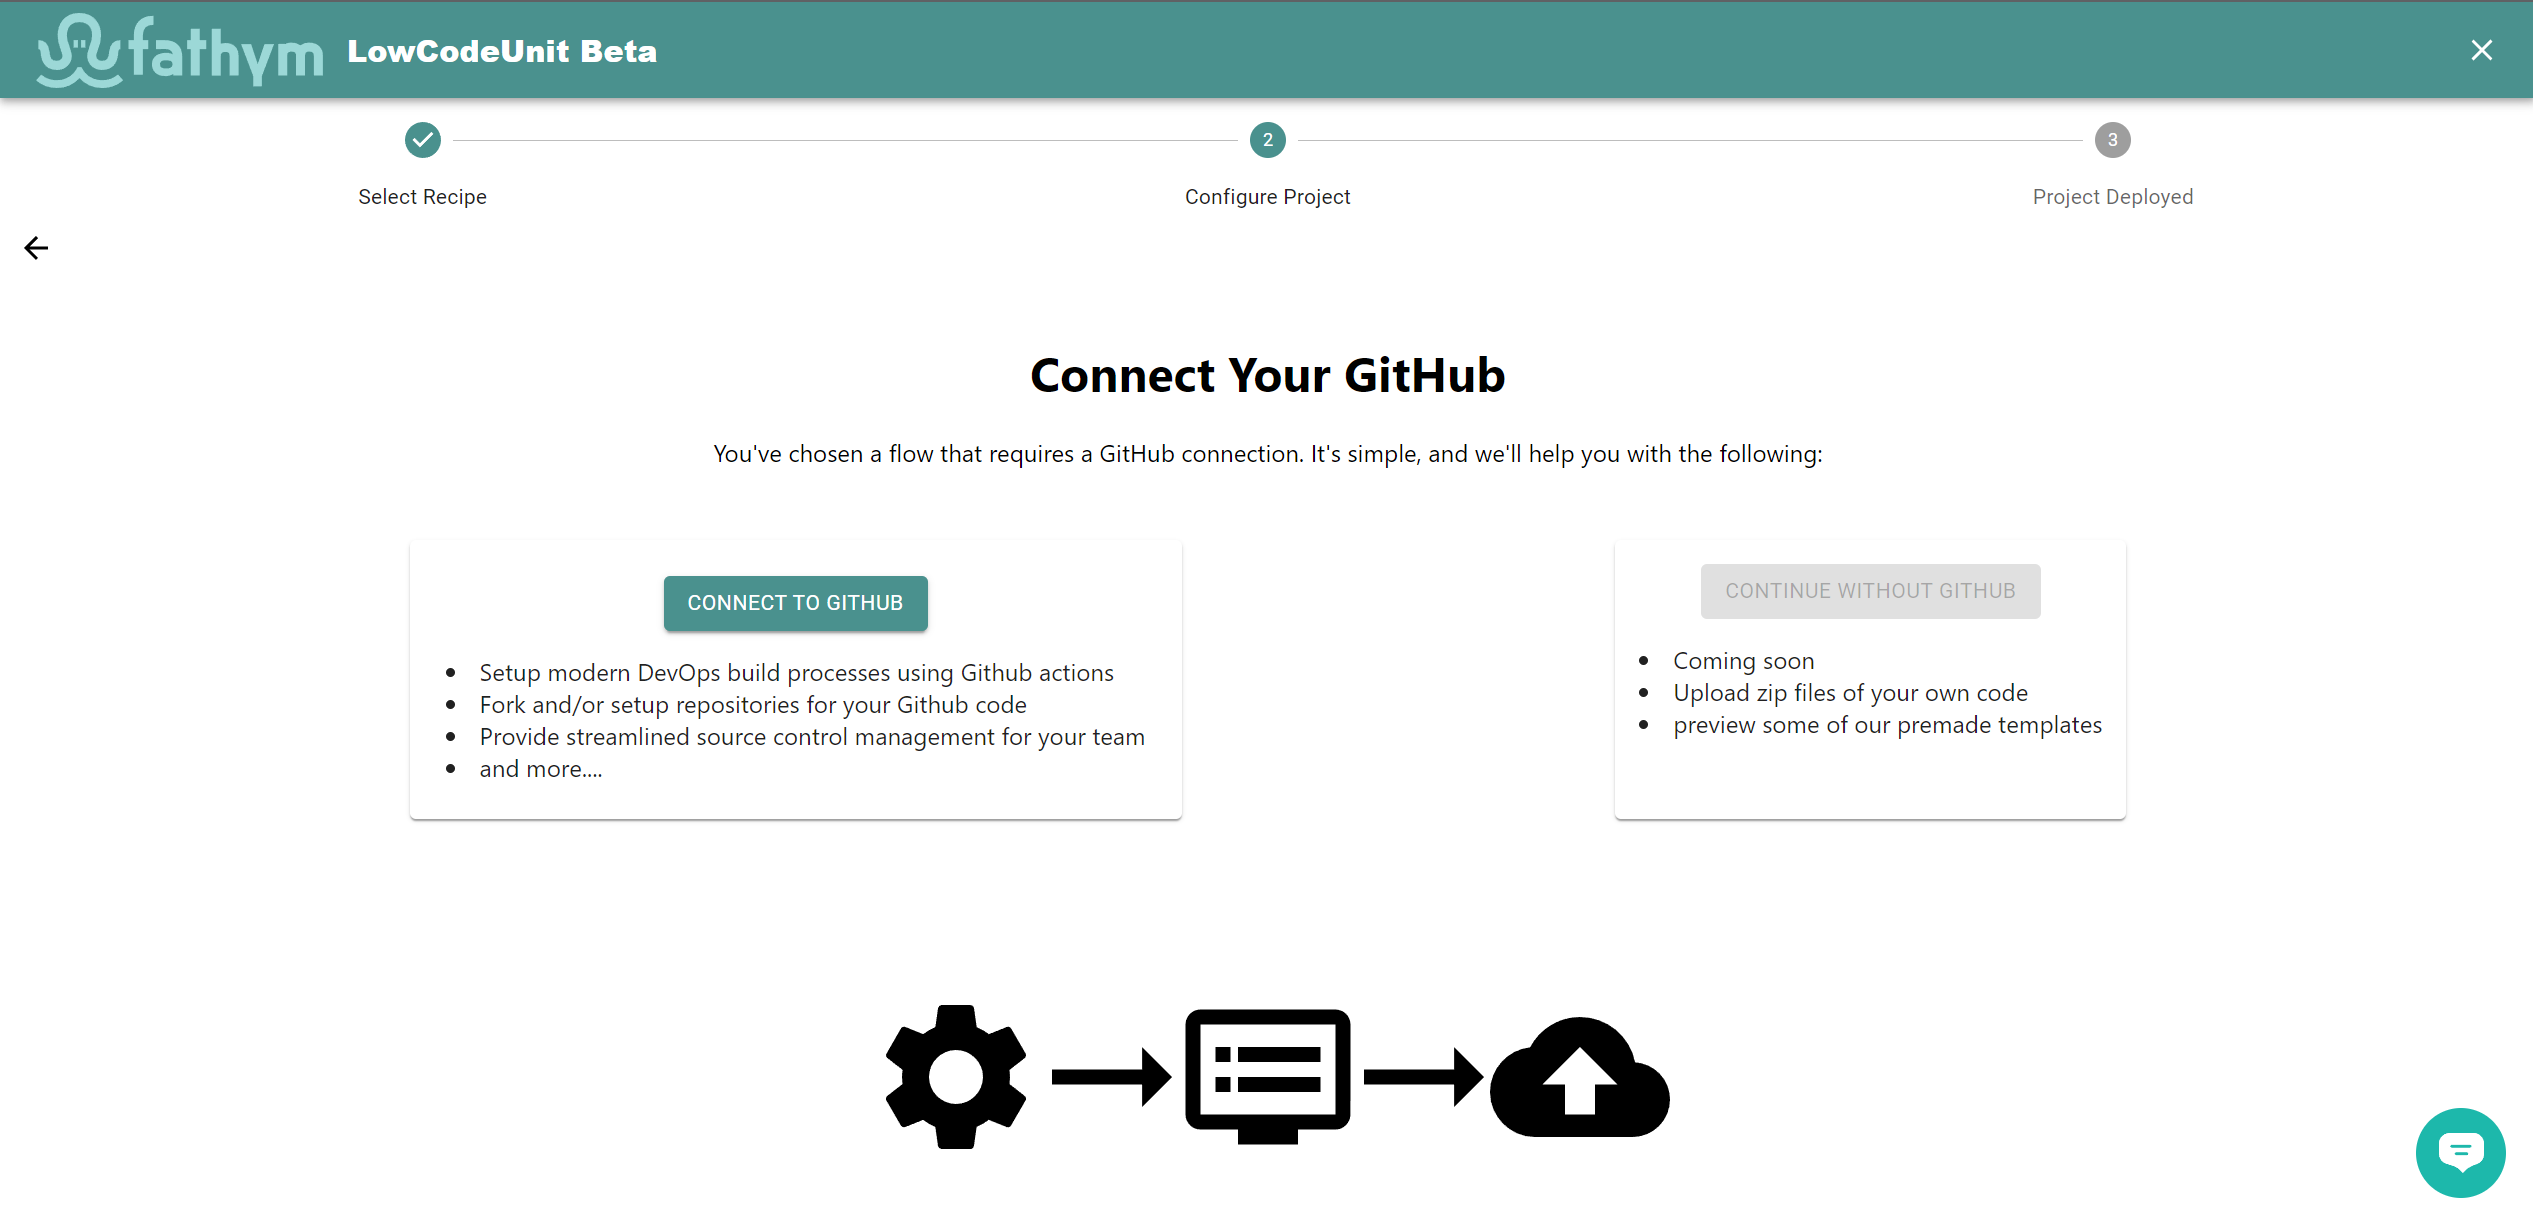 fathym LowCodeUnit Beta
2
3
Select Recipe
Configure Project
Project Deployed
Connect Your GitHub
You've chosen a flow that requires a GitHub connection. It's simple, and we'll help you with the following:
CONNECT TO GITHUB
Setup modern DevOps build processes using Github actions
Fork and/or setup repositories for your Github code
Provide streamlined source control management for your team
and more....
CONTINUE WITHOUT GITHUB
Coming soon
Upload zip files of your own code
preview some of our premade templates